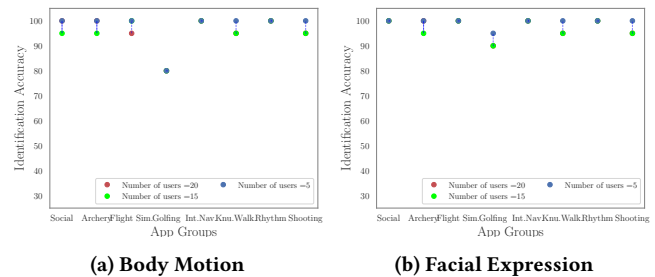 100
90
80
70
60
50
40
30
Identification Accuracy
Number of users =20
Number of users =15
Number of users =5
Social Archery Flight Sim. Golfing Int.Nav. Knu.Walk. Rhythm Shooting
App Groups
(a) Body Motion
100
90
80
70
60
50
40
30
Identification Accuracy
Number of users =20
Number of users =15
Number of users =5
Social Archery Flight Sim. Golfing Int.Nav. Knu.Walk. Rhythm Shooting
App Groups
(b) Facial Expression